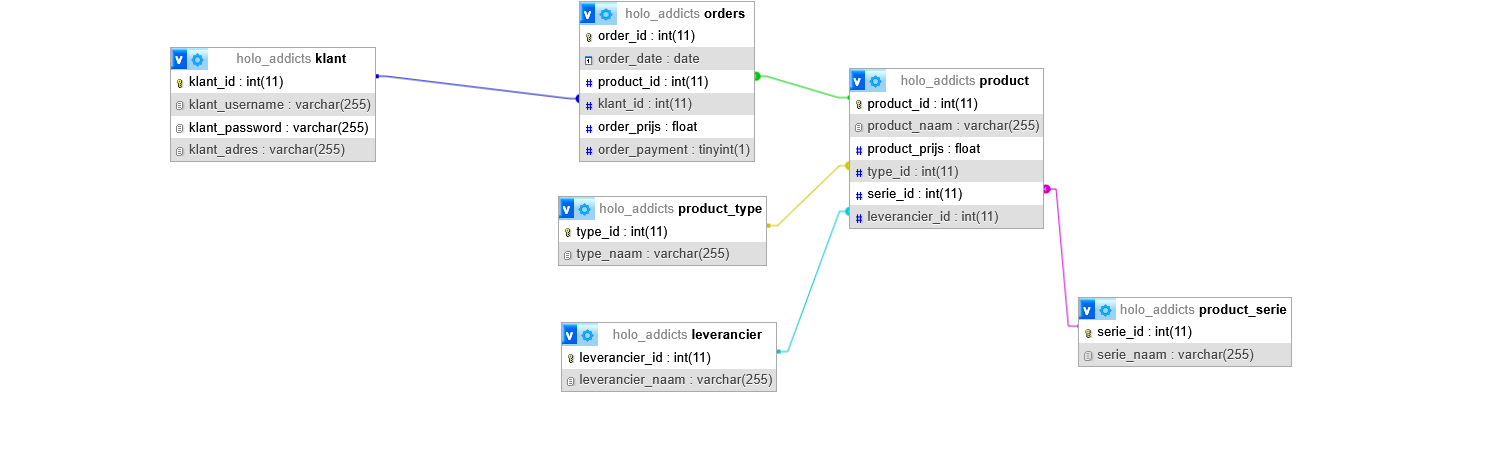 holo_addicts klant
klant_id : int(11)
klant_username : varchar(255)
klant_password : varchar(255)
klant_adres : varchar(255)
holo_addicts orders
order_id : int(11)
order_date : date
product_id : int(11)
klant_id : int(11)
order_prijs : float
order_payment : tinyint(1)
holo_addicts product
product_id : int(11)
product_naam : varchar(255)
product_prijs : float
type_id : int(11)
serie_id : int(11)
leverancier_id : int(11)
holo_addicts product_type
type_id : int(11)
type_naam : varchar(255)
holo_addicts leverancier
leverancier_id : int(11)
leverancier_naam : varchar(255)
holo_addicts product_serie
serie_id : int(11)
serie_naam : varchar(255)